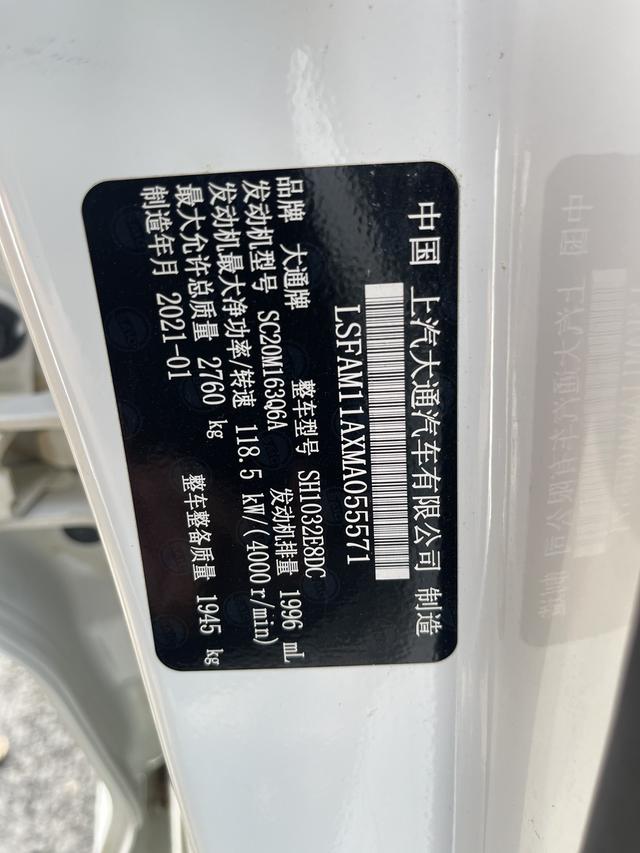 中国 上汽大通汽车有限公司 制造
LSFAM11AXMA055571
品牌 大通牌 整车型号 SH1032E8DC
发动机型号 SC20M163Q6A 发动机排量 1996 mL
发动机最大净功率/转速 118.5 kW/(4000r/min)
最大允许总质量 2760 kg 整车整备质量 1945 kg
制造年月 2021-01